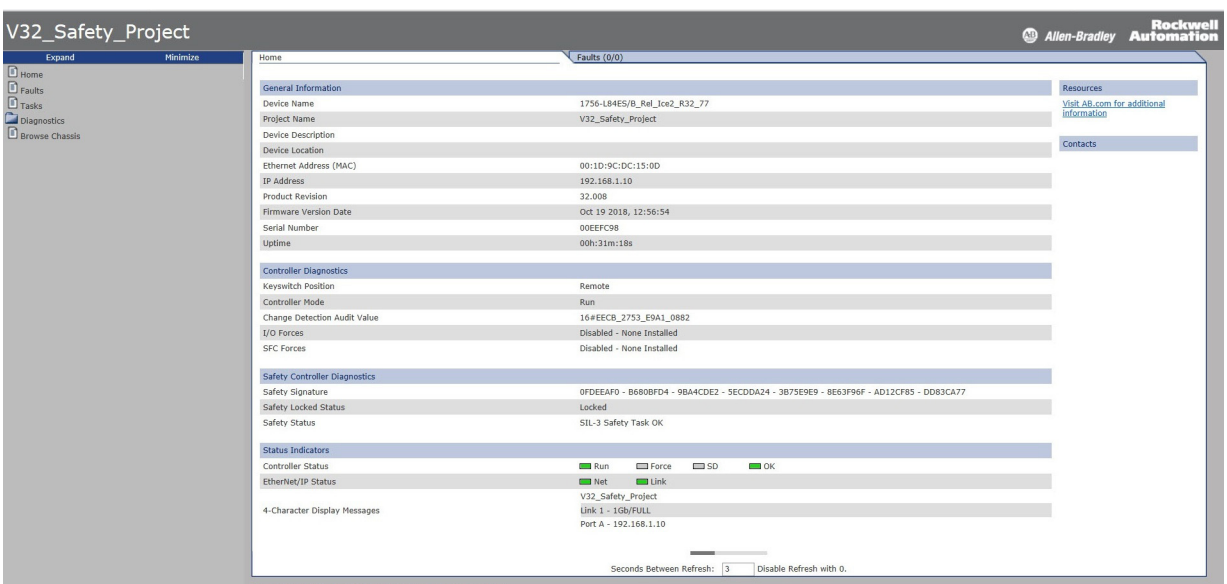 V32_Safety_Project
Allen-Bradley
Rockwell
Automation
Expand Minimize
Home
Faults
Tasks
Diagnostics
Browse Chassis
Home Faults (0/0)
General Information
Device Name 1756-L84ES/B_Rel_Ice2_R32_77
Project Name V32_Safety_Project
Device Description
Device Location
Ethernet Address (MAC) 00:1D:9C:DC:15:0D
IP Address 192.168.1.10
Product Revision 32.008
Firmware Version Date Oct 19 2018, 12:56:54
Serial Number 00EEFC98
Uptime 00h:31m:18s
Controller Diagnostics
Keyswitch Position Remote
Controller Mode Run
Change Detection Audit Value 16#EECB_2753_E9A1_0882
I/O Forces Disabled - None Installed
SFC Forces Disabled - None Installed
Safety Controller Diagnostics
Safety Signature 0FDEEAF0 - B680BFD4 - 9BA4CDE2 - 5ECDDA24 - 3B75E9E9 - 8E63F96F - AD12CF85 - DD83CA77
Safety Locked Status Locked
Safety Status SIL-3 Safety Task OK
Status Indicators
Controller Status Run Force SD OK
EtherNet/IP Status Net Link
4-Character Display Messages
V32_Safety_Project
Link 1 - 1Gb/FULL
Port A - 192.168.1.10
Seconds Between Refresh: 3 Disable Refresh with 0.
Resources
Visit AB.com for additional
information
Contacts